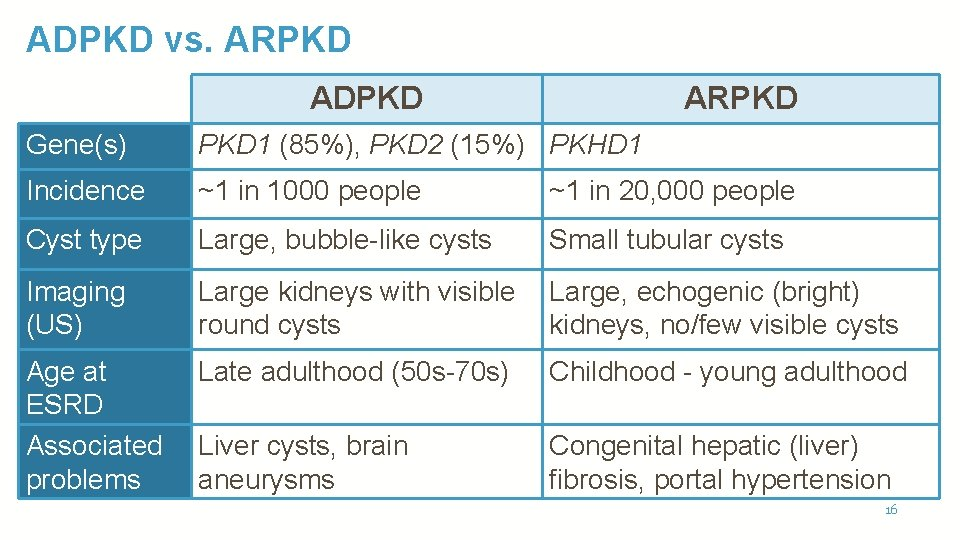 ADPKD vs. ARPKD
ADPKD ARPKD
Gene(s) PKD1 (85%), PKD2 (15%) PKHD1
Incidence ~1 in 1000 people ~1 in 20,000 people
Cyst type Large, bubble-like cysts Small tubular cysts
Imaging (US) Large kidneys with visible round cysts Large, echogenic (bright) kidneys, no/few visible cysts
Age at ESRD Late adulthood (50s-70s) Childhood - young adulthood
Associated problems Liver cysts, brain aneurysms Congenital hepatic (liver) fibrosis, portal hypertension
16